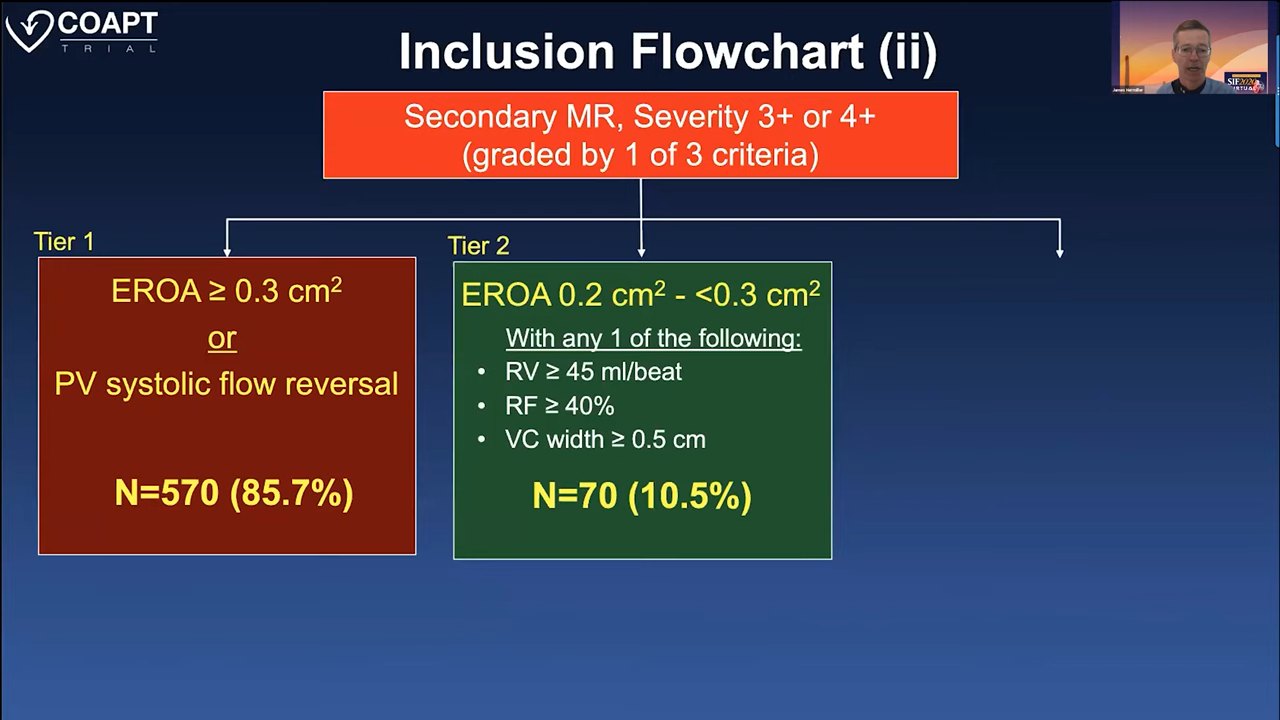 COAPT
TRIAL
Inclusion Flowchart (ii)
Secondary MR, Severity 3+ or 4+
(graded by 1 of 3 criteria)
Tier 1
EROA ≥ 0.3 cm²
or
PV systolic flow reversal
N=570 (85.7%)
Tier 2
EROA 0.2 cm² - <0.3 cm²
With any 1 of the following:
• RV ≥ 45 ml/beat
• RF ≥ 40%
• VC width ≥ 0.5 cm
N=70 (10.5%)
SIF2020
VIRTUAL